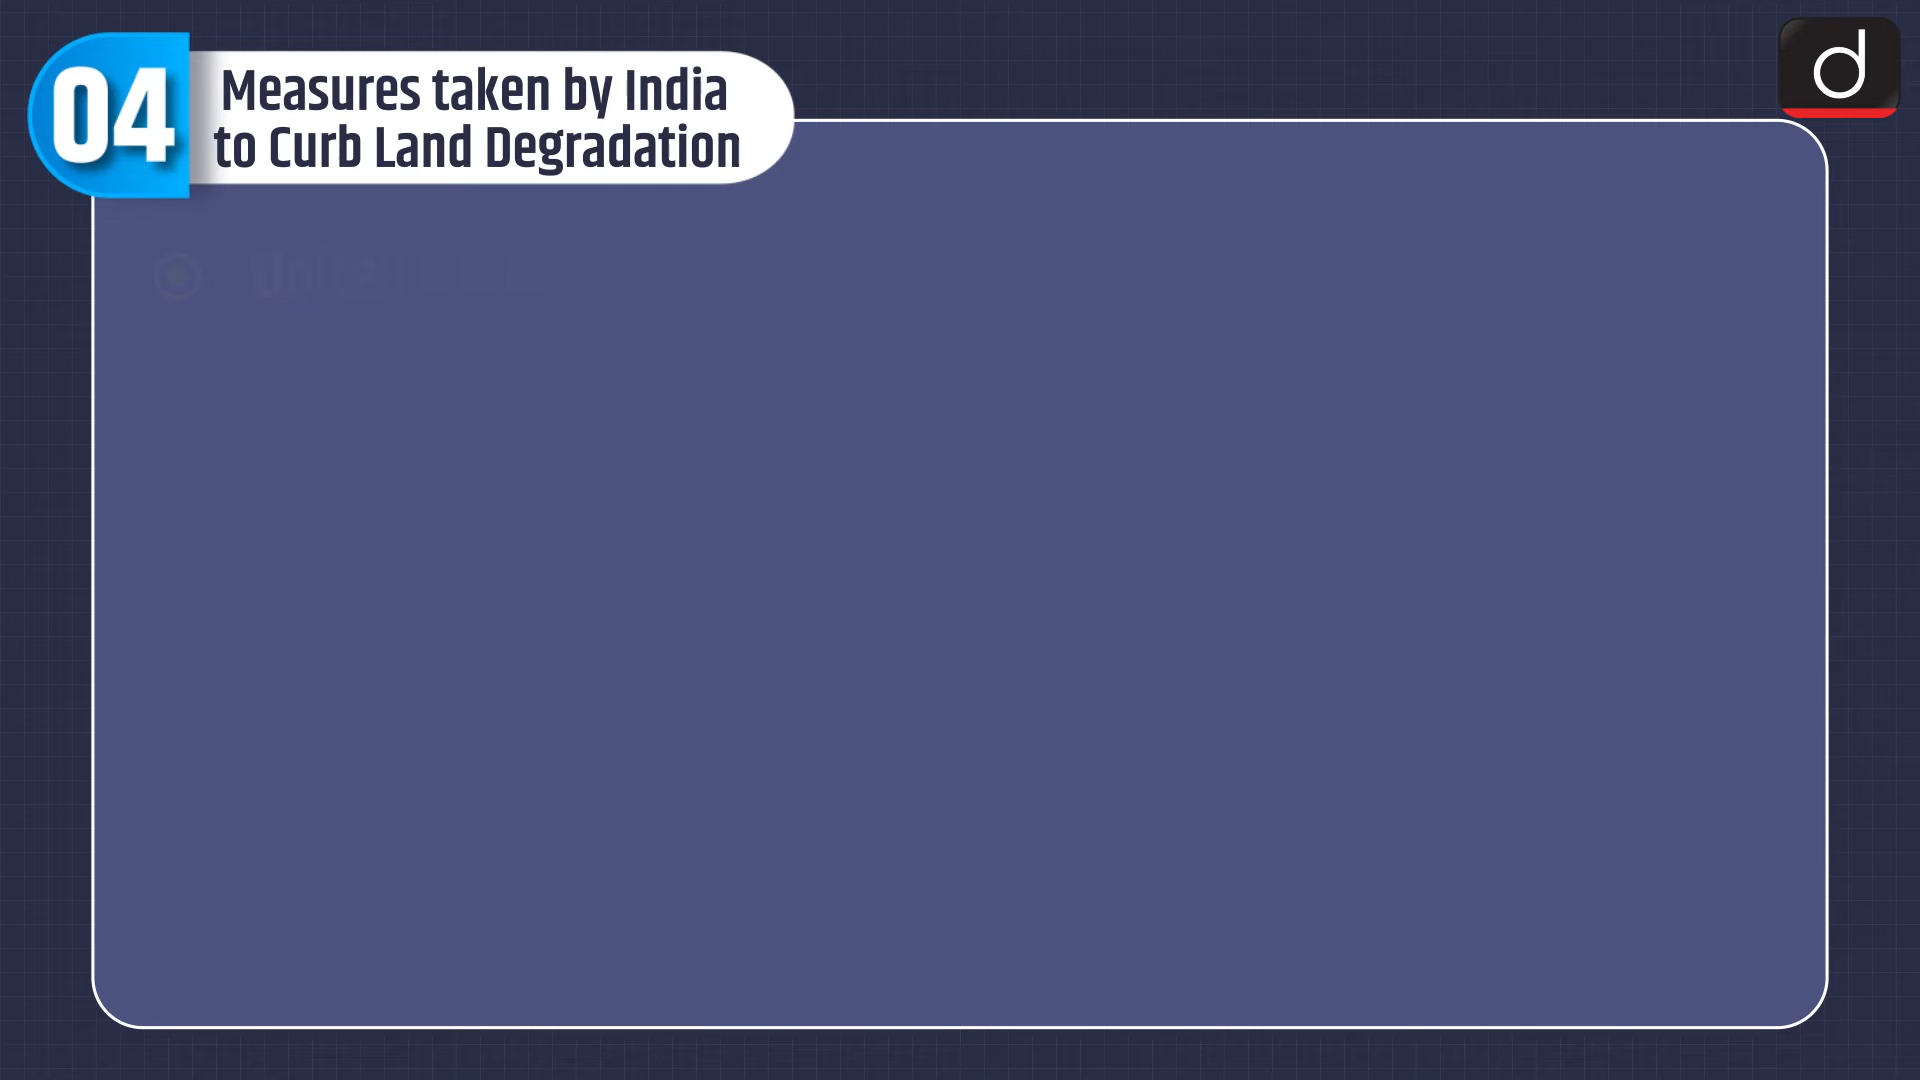 04
Measures taken by India
to Curb Land Degradation
d